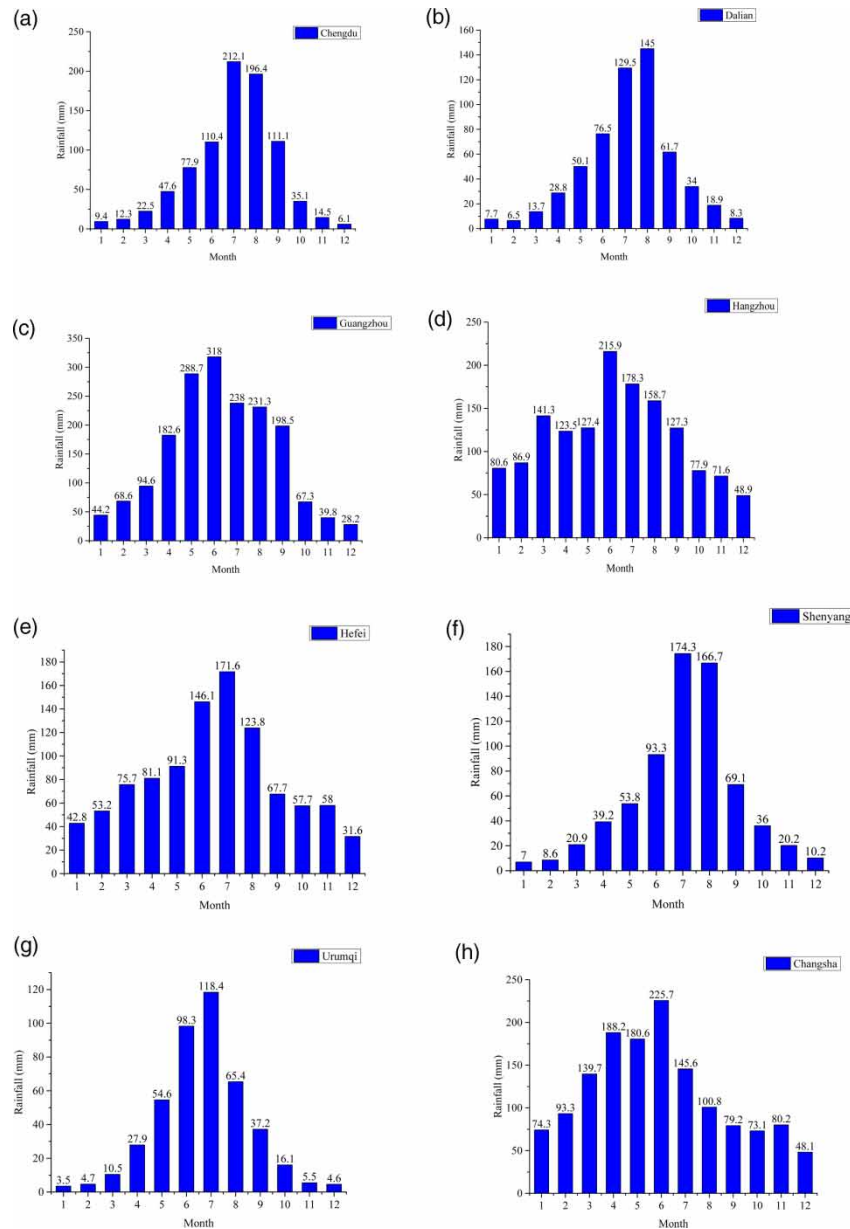 (a)
Chengdu
Rainfall (mm)
250
200
150
100
50
0
9.4 12.3 22.5 47.6 77.9 110.4 212.1 196.4 111.1 35.1 14.5 6.1
1 2 3 4 5 6 7 8 9 10 11 12
Month
(b)
Dalian
Rainfall (mm)
160
140
120
100
80
60
40
20
0
7.7 6.5 13.7 28.8 50.1 76.5 129.5 145 61.7 34 18.9 8.3
1 2 3 4 5 6 7 8 9 10 11 12
Month
(c)
Guangzhou
Rainfall (mm)
350
300
250
200
150
100
50
0
44.2 68.6 94.6 182.6 288.7 318 238 231.3 198.5 67.3 39.8 28.2
1 2 3 4 5 6 7 8 9 10 11 12
Month
(d)
Hangzhou
Rainfall (mm)
250
200
150
100
50
0
80.6 86.9 141.3 123.5 127.4 215.9 178.3 158.7 127.3 77.9 71.6 48.9
1 2 3 4 5 6 7 8 9 10 11 12
Month
(e)
Hefei
Rainfall (mm)
180
160
140
120
100
80
60
40
20
0
42.8 53.2 75.7 81.1 91.3 146.1 171.6 123.8 67.7 57.7 58 31.6
1 2 3 4 5 6 7 8 9 10 11 12
Month
(f)
Shenyang
Rainfall (mm)
180
160
140
120
100
80
60
40
20
0
7 8.6 20.9 39.2 53.8 93.3 174.3 166.7 69.1 36 20.2 10.2
1 2 3 4 5 6 7 8 9 10 11 12
Month
(g)
Urumqi
Rainfall (mm)
120
100
80
60
40
20
0
3.5 4.7 10.5 27.9 54.6 98.3 118.4 65.4 37.2 16.1 5.5 4.6
1 2 3 4 5 6 7 8 9 10 11 12
Month
(h)
Changsha
Rainfall (mm)
250
200
150
100
50
0
74.3 93.3 139.7 188.2 180.6 225.7 145.6 100.8 79.2 73.1 80.2 48.1
1 2 3 4 5 6 7 8 9 10 11 12
Month